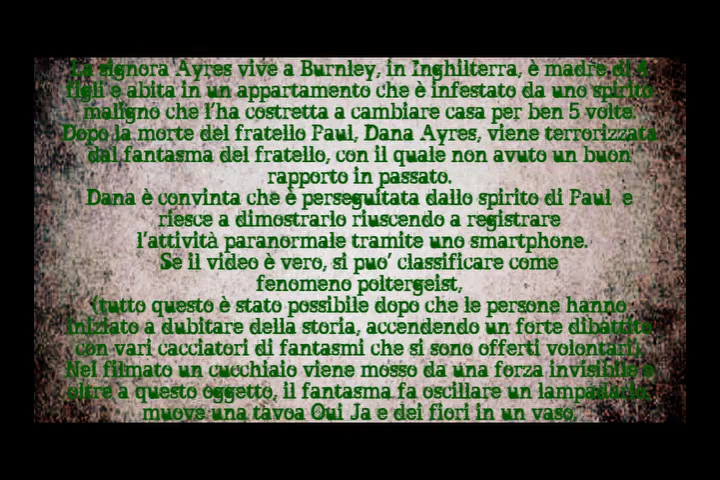 La signora Ayres vive a Burnley, in Inghilterra, è madre di 4
figli e abita in un appartamento che è infestato da uno spirito
maligno che l'ha costretta a cambiare casa per ben 5 volte.
Dopo la morte del fratello Paul, Dana Ayres, viene terrorizzata
dal fantasma del fratello, con il quale non avuto un buon
rapporto in passato.
Dana è convinta che è perseguitata dallo spirito di Paul e
riesce a dimostrarlo riuscendo a registrare
l'attività paranormale tramite uno smartphone.
Se il video è vero, si puo' classificare come
fenomeno poltergeist,
(tutto questo è stato possibile dopo che le persone hanno
iniziato a dubitare della storia, accendendo un forte dibattito
con vari cacciatori di fantasmi che si sono offerti volontari).
Nel filmato un cucchiaio viene mosso da una forza invisibile e
oltre a questo oggetto, il fantasma fa oscillare un lampadario,
muove una tavoa Oui Ja e dei fiori in un vaso.